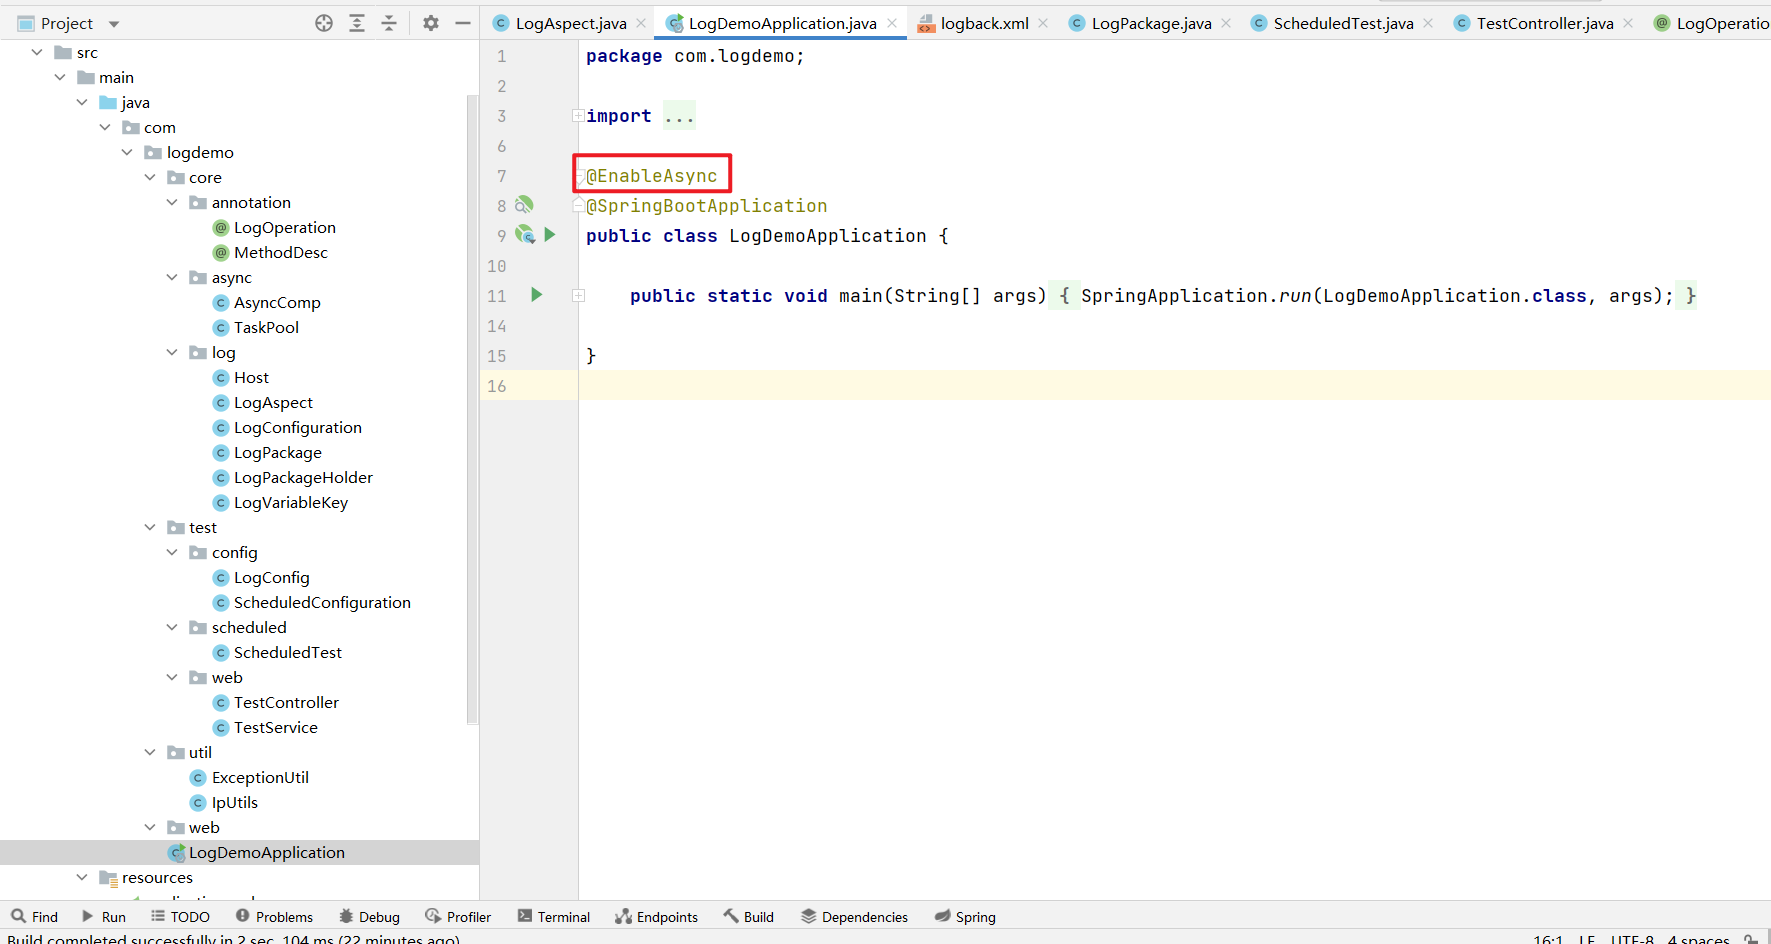 Project
LogAspect.java
LogDemoApplication.java
logback.xml
LogPackage.java
ScheduledTest.java
TestController.java
LogOperatio
src
main
java
com
logdemo
core
annotation
LogOperation
MethodDesc
async
AsyncComp
TaskPool
log
Host
LogAspect
LogConfiguration
LogPackage
LogPackageHolder
LogVariableKey
test
config
LogConfig
ScheduledConfiguration
scheduled
ScheduledTest
web
TestController
TestService
util
ExceptionUtil
IpUtils
web
LogDemoApplication
resources
1 package com.logdemo;
2
3 import ...
6
7 @EnableAsync
8 @SpringBootApplication
9 public class LogDemoApplication {
10
11 public static void main(String[] args) { SpringApplication.run(LogDemoApplication.class, args); }
14
15 }
16
Find Run TODO Problems Debug Profiler Terminal Endpoints Build Dependencies Spring
Build completed successfully in 2 sec, 104 ms (22 minutes ago) 16:1 LF UTF-8 4 spaces